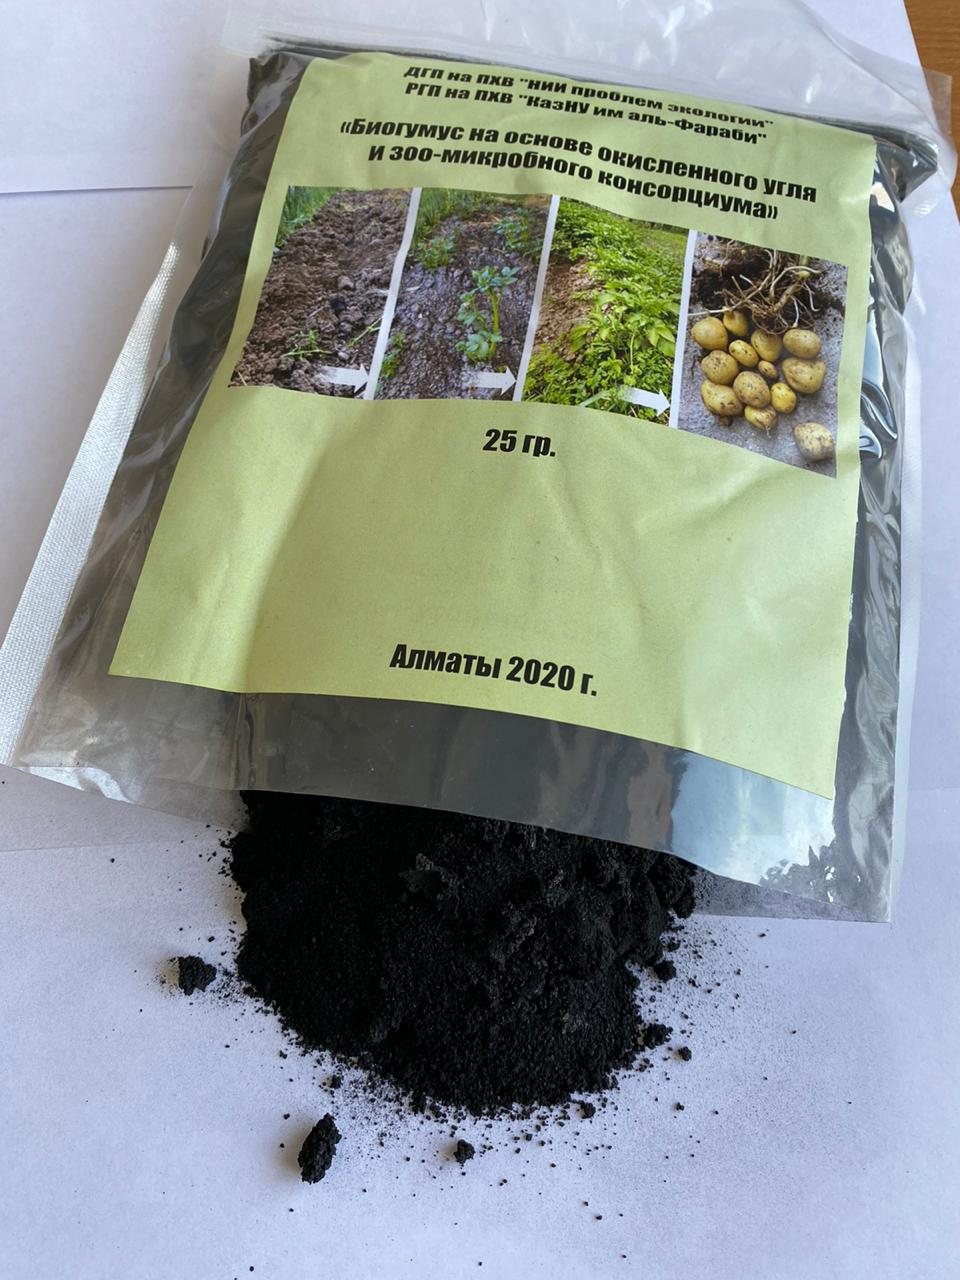 ДГП на ПХВ "НИИ проблем экологии"
РГП на ПХВ "КазНУ им аль-Фараби"
«Биогумус на основе окисленного угля
И зоо-микробного консорциума»
25 гр.
Алматы 2020 г.